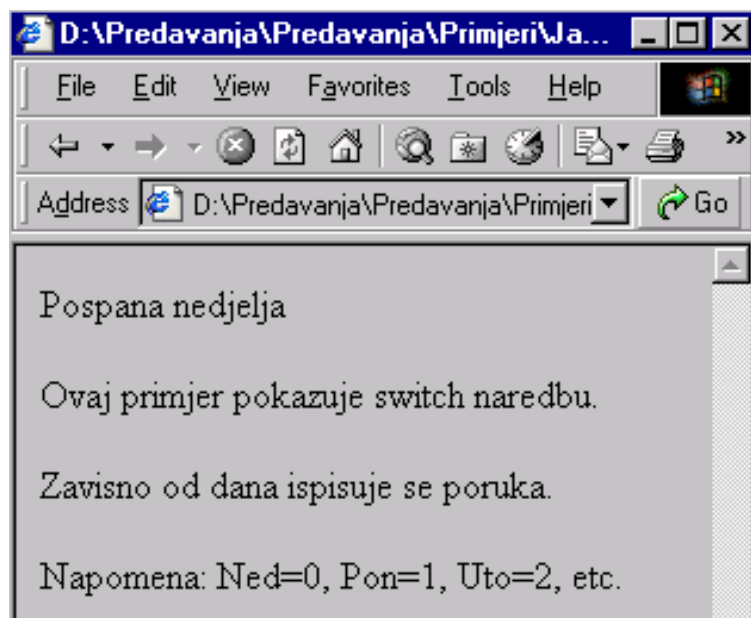 D:\Predavanja\Predavanja\Primjeri\Ja...
File Edit View Favorites Tools Help
»
Address D:\Predavanja\Predavanja\Primjeri Go
Pospana nedjelja
Ovaj primjer pokazuje switch naredbu.
Zavisno od dana ispisuje se poruka.
Napomena: Ned=0, Pon=1, Uto=2, etc.